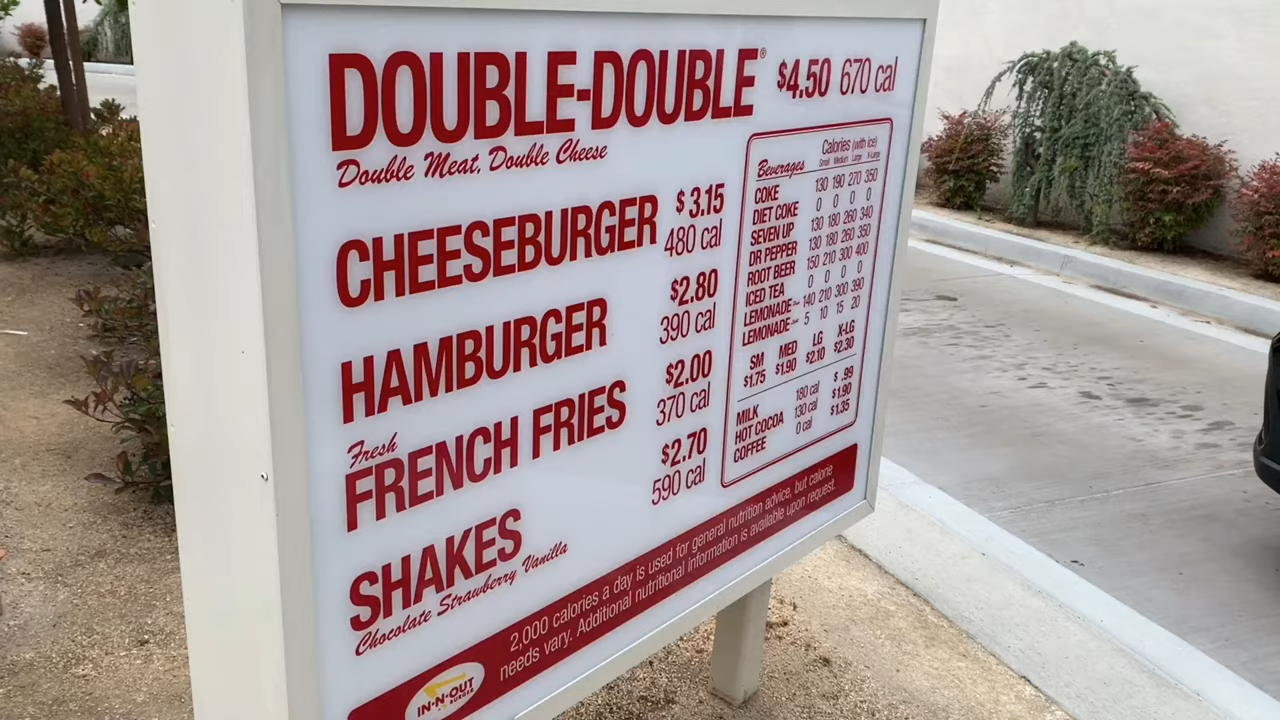 DOUBLE-DOUBLE® $4.50 670 cal
Double Meat, Double Cheese
CHEESEBURGER $3.15
480 cal
HAMBURGER $2.80
390 cal
Fresh
FRENCH FRIES $2.00
370 cal
SHAKES $2.70
590 cal
Chocolate Strawberry Vanilla
Beverages Calories (with ice)
Small Medium Large X-Large
COKE 130 190 270 350
DIET COKE 0 0 0 0
SEVEN UP 130 180 260 340
DR PEPPER 130 180 260 350
ROOT BEER 150 210 300 400
ICED TEA 0 0 0 0
LEMONADE 140 210 300 390
LEMONADE 5 10 15 20
SM MED LG X-LG
$1.75 $1.90 $2.10 $2.30
MILK 180 cal $.99
HOT COCOA 130 cal $1.90
COFFEE 0 cal $1.35
2,000 calories a day is used for general nutrition advice, but calorie
needs vary. Additional nutritional information is available upon request.
IN-N-OUT
BURGER